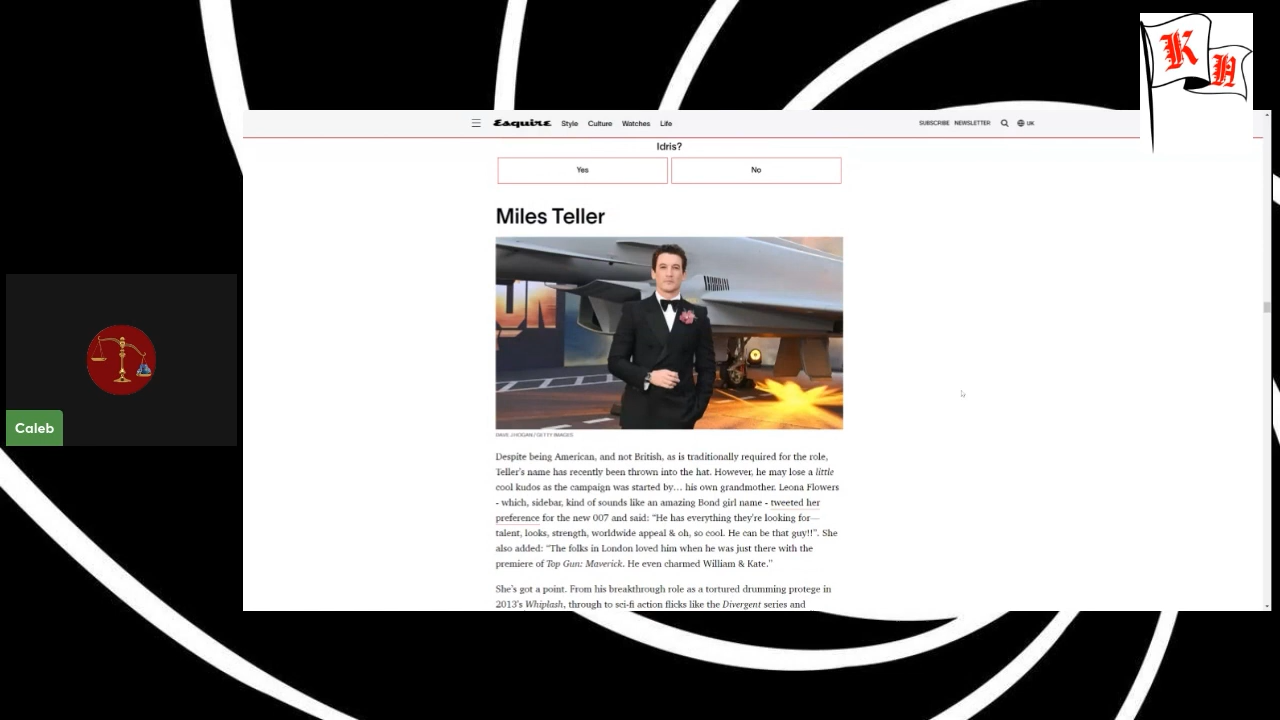 K H
Esquire Style Culture Watches Life SUBSCRIBE NEWSLETTER UK
Idris?
Yes No
Miles Teller
DAVE J HOGAN/GETTY IMAGES
Despite being American, and not British, as is traditionally required for the role,
Teller's name has recently been thrown into the hat. However, he may lose a little
cool kudos as the campaign was started by… his own grandmother. Leona Flowers
- which, sidebar, kind of sounds like an amazing Bond girl name - tweeted her
preference for the new 007 and said: “He has everything they're looking for—
talent, looks, strength, worldwide appeal & oh, so cool. He can be that guy!!”. She
also added: “The folks in London loved him when he was just there with the
premiere of Top Gun: Maverick. He even charmed William & Kate.”
She's got a point. From his breakthrough role as a tortured drumming protege in
2013's Whiplash, through to sci-fi action flicks like the Divergent series and
Caleb